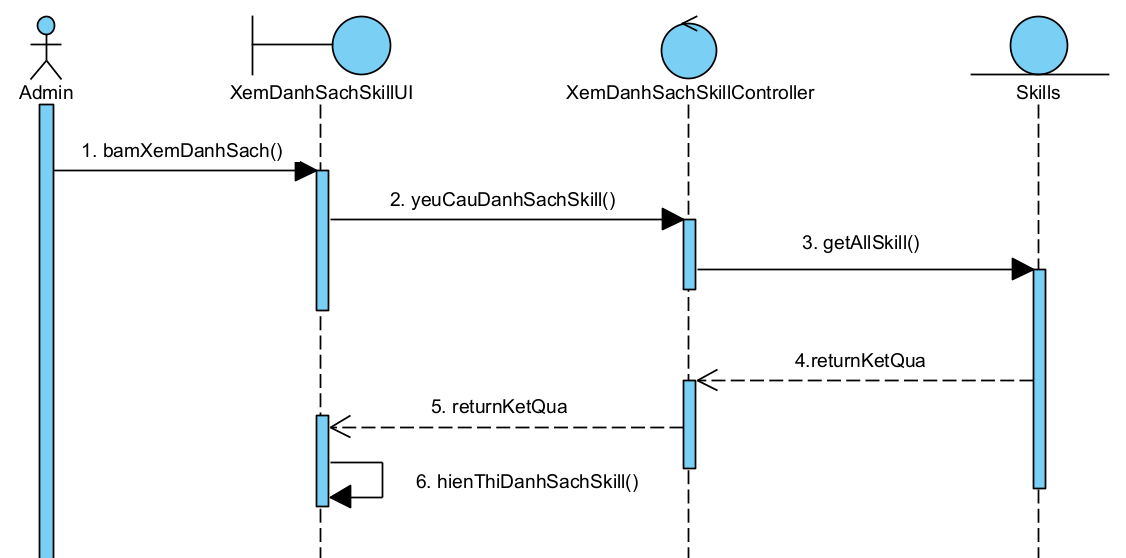 Admin
XemDanhSachSkillUI
XemDanhSachSkillController
Skills
1. bamXemDanhSach()
2. yeuCauDanhSachSkill()
3. getAllSkill()
4.returnKetQua
5. returnKetQua
6. hienThiDanhSachSkill()